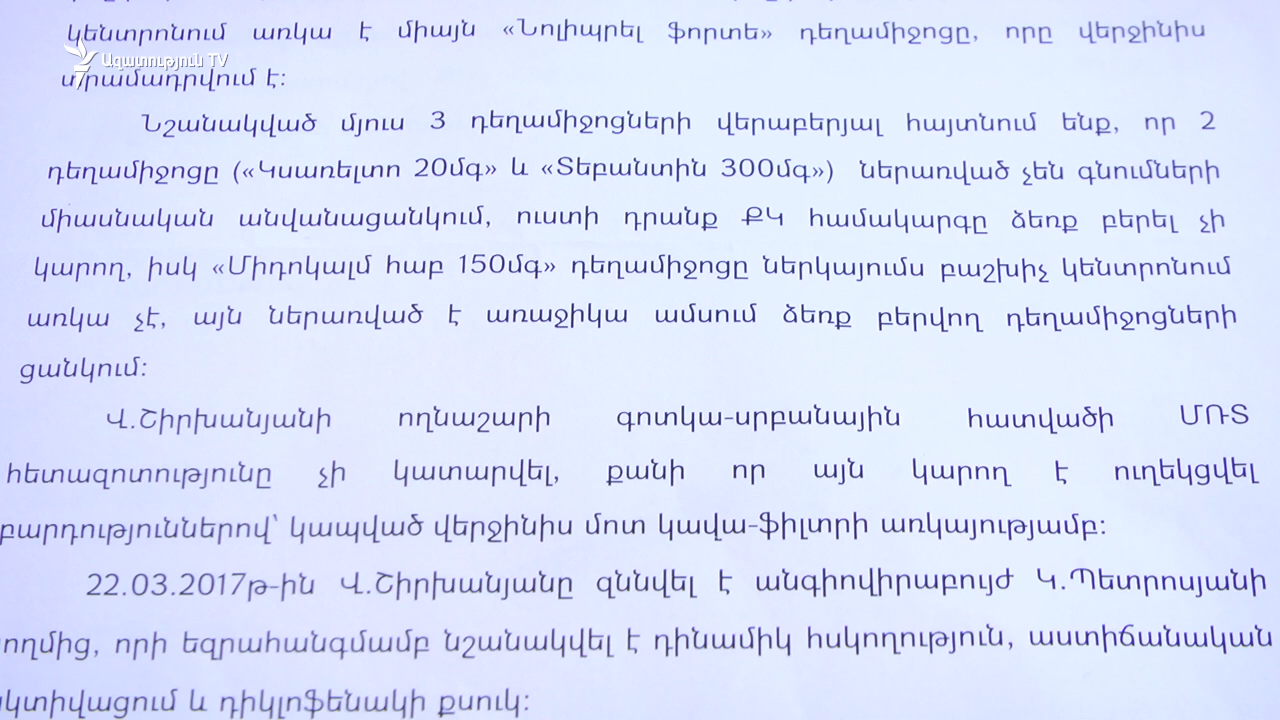 կենտրոնում առկա է միայն «Նոլիպրել ֆորտե» դեղամիջոցը, որը վերջինիս
Ազատություն TV
տրամադրվում է:
Նշանակված մյուս 3 դեղամիջոցների վերաբերյալ հայտնում ենք, որ 2
դեղամիջոցը («Կսառելտո 20մգ» և «Տեբանտին 300մգ») ներառված չեն գնումների
միասնական անվանացանկում, ուստի դրանք ՔԿ համակարգը ձեռք բերել չի
կարող, իսկ «Միդոկալմ հաբ 150մգ» դեղամիջոցը ներկայումս բաշխիչ կենտրոնում
առկա չէ, այն ներառված է առաջիկա ամսում ձեռք բերվող դեղամիջոցների
ցանկում:
Վ.Շիրխանյանի ողնաշարի գոտկա-սրբանային հատվածի ՄՌՏ
հետազոտությունը չի կատարվել, քանի որ այն կարող է ուղեկցվել
բարդություններով՝ կապված վերջինիս մոտ կավա-ֆիլտրի առկայությամբ:
22.03.2017թ-ին Վ.Շիրխանյանը զննվել է անգիովիրաբույժ Կ.Պետրոսյանի
ողմից, որի եզրահանգմամբ նշանակվել է դինամիկ հսկողություն, աստիճանական
կտիվացում և դիկլոֆենակի քսուկ: